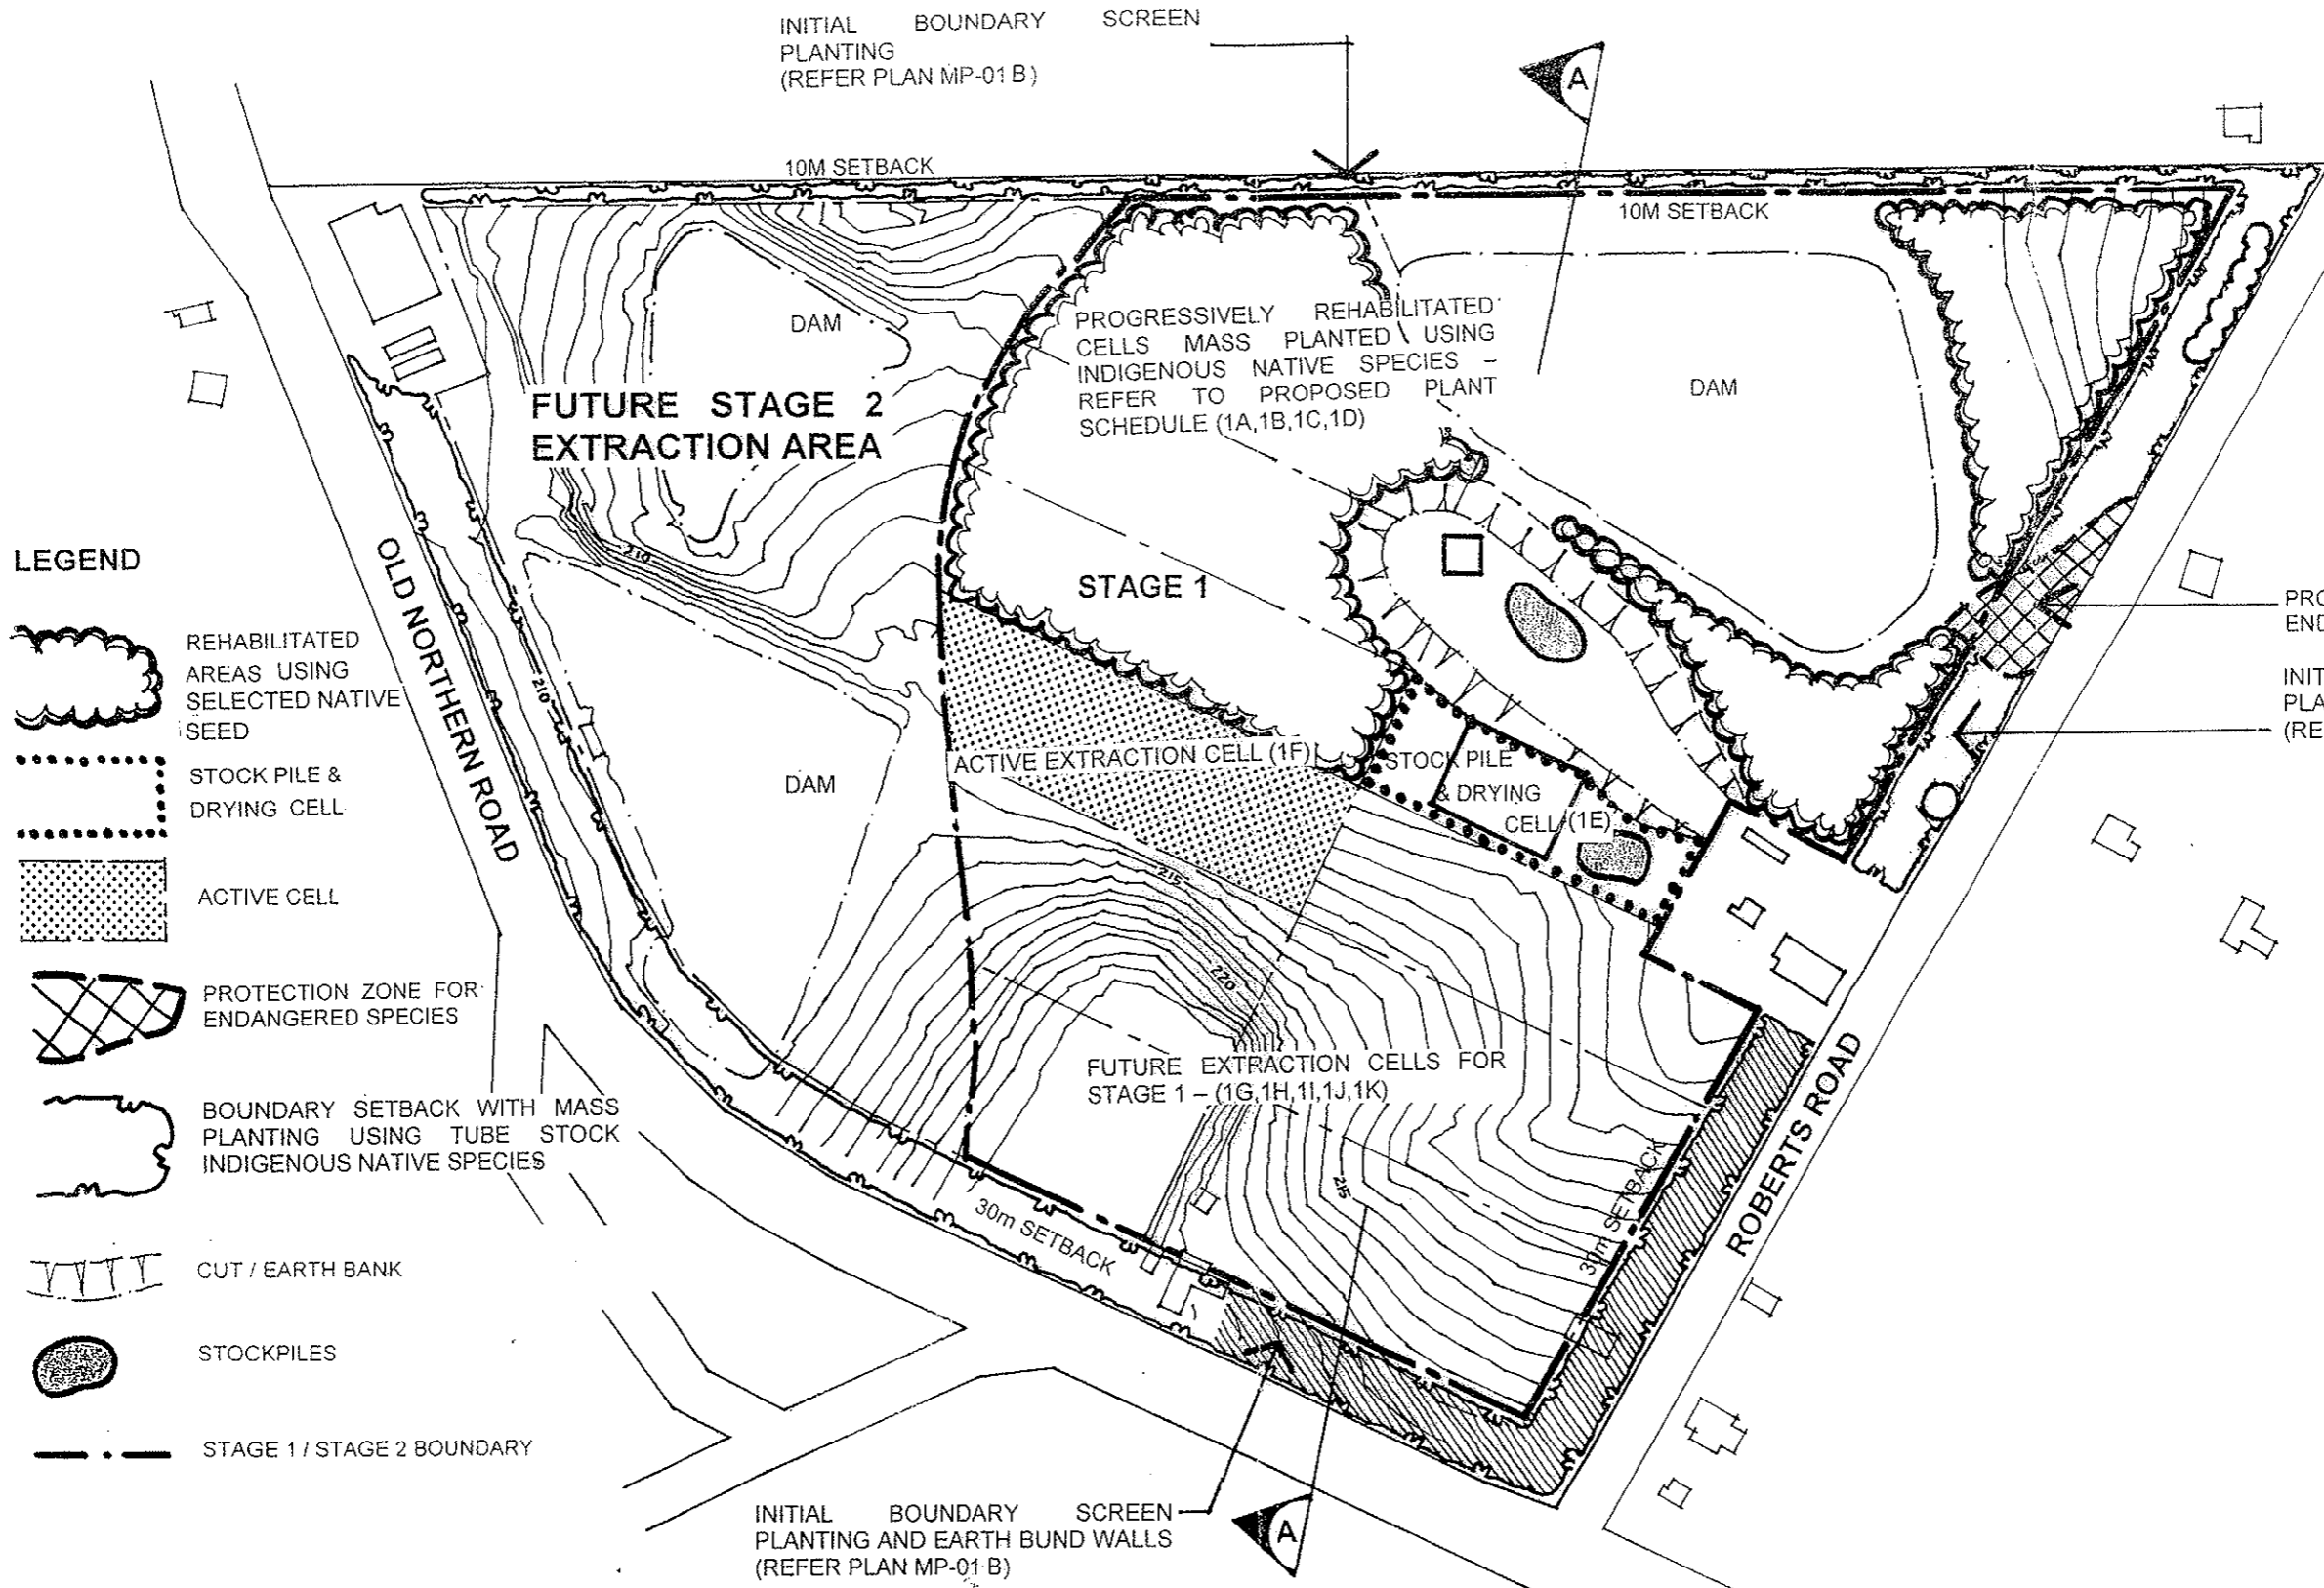 INITIAL BOUNDARY SCREEN
PLANTING
(REFER PLAN MP-01 B)
A
10M SETBACK
10M SETBACK
DAM
PROGRESSIVELY REHABILITATED
CELLS MASS PLANTED USING
INDIGENOUS NATIVE SPECIES –
REFER TO PROPOSED PLANT
SCHEDULE (1A,1B,1C,1D)
DAM
FUTURE STAGE 2
EXTRACTION AREA
210
OLD NORTHERN ROAD
STAGE 1
PRO
END
INIT
PLA
(RE
210
DAM
ACTIVE EXTRACTION CELL (1F)
STOCK PILE
& DRYING
CELL (1E)
215
220
FUTURE EXTRACTION CELLS FOR
STAGE 1 – (1G,1H,1I,1J,1K)
215
30m SETBACK
30m SETBACK
ROBERTS ROAD
INITIAL BOUNDARY SCREEN
PLANTING AND EARTH BUND WALLS
(REFER PLAN MP-01 B)
A
LEGEND
REHABILITATED
AREAS USING
SELECTED NATIVE
SEED
STOCK PILE &
DRYING CELL
ACTIVE CELL
PROTECTION ZONE FOR
ENDANGERED SPECIES
BOUNDARY SETBACK WITH MASS
PLANTING USING TUBE STOCK
INDIGENOUS NATIVE SPECIES
CUT / EARTH BANK
STOCKPILES
STAGE 1 / STAGE 2 BOUNDARY